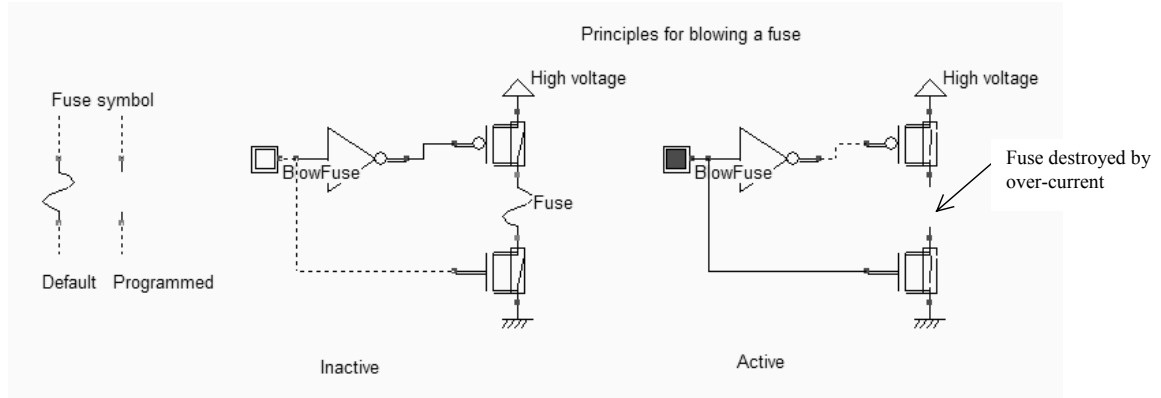 Principles for blowing a fuse
Fuse symbol
Default
Programmed
High voltage
BlowFuse
Fuse
Inactive
High voltage
BlowFuse
Fuse destroyed by
over-current
Active